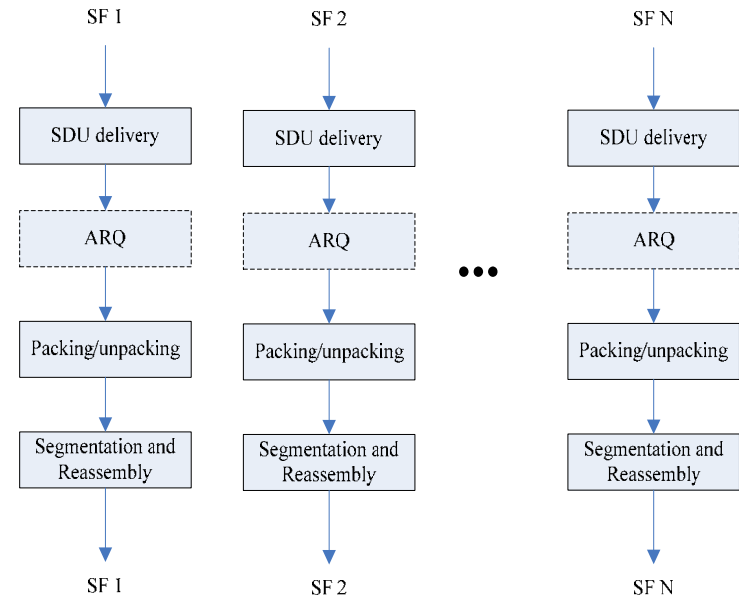 SF 1
SF 2
SF N
SDU delivery
SDU delivery
SDU delivery
ARQ
ARQ
ARQ
Packing/unpacking
Packing/unpacking
Packing/unpacking
Segmentation and
Reassembly
Segmentation and
Reassembly
Segmentation and
Reassembly
SF 1
SF 2
SF N